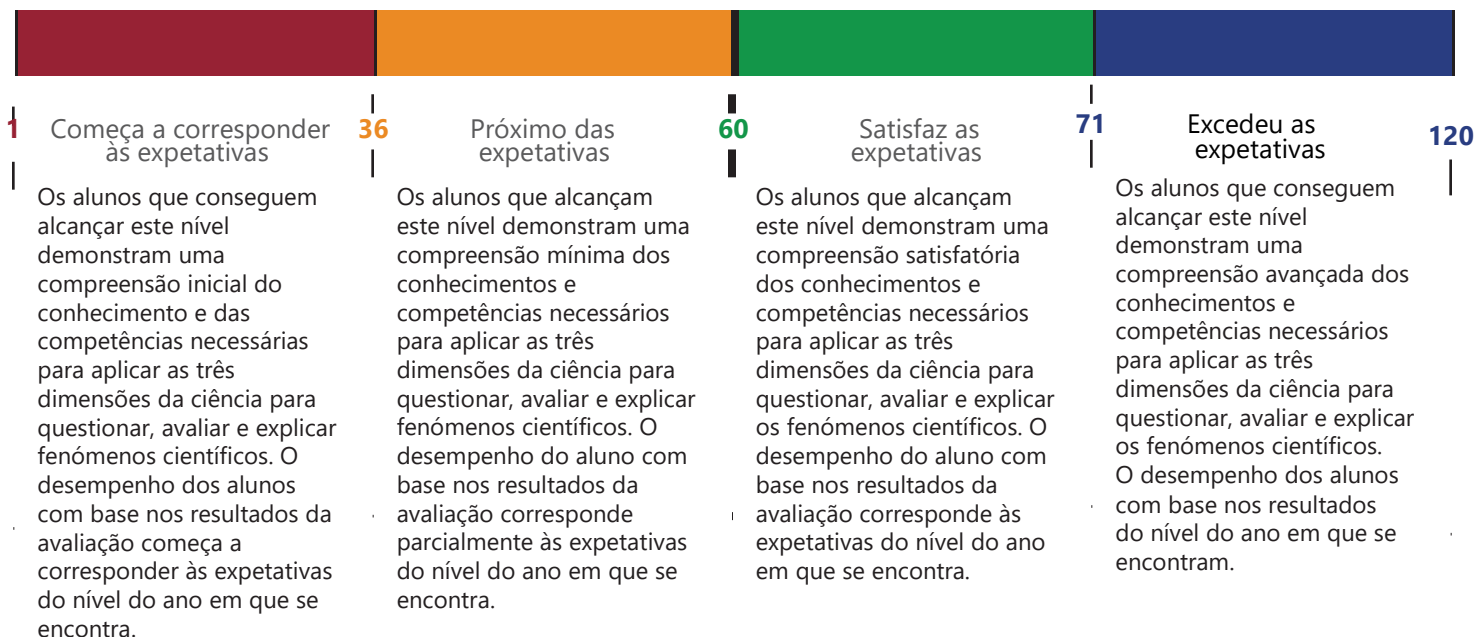 1
Começa a corresponder
às expetativas
Os alunos que conseguem
alcançar este nível
demonstram uma
compreensão inicial do
conhecimento e das
competências necessárias
para aplicar as três
dimensões da ciência para
questionar, avaliar e explicar
fenómenos científicos. O
desempenho dos alunos
com base nos resultados da
avaliação começa a
corresponder às expetativas
do nível do ano em que se
encontra.
36
Próximo das
expetativas
Os alunos que alcançam
este nível demonstram uma
compreensão mínima dos
conhecimentos e
competências necessários
para aplicar as três
dimensões da ciência para
questionar, avaliar e explicar
fenómenos científicos. O
desempenho do aluno com
base nos resultados da
avaliação corresponde
parcialmente às expetativas
do nível do ano em que se
encontra.
60
Satisfaz as
expetativas
Os alunos que alcançam
este nível demonstram uma
compreensão satisfatória
dos conhecimentos e
competências necessários
para aplicar as três
dimensões da ciência para
questionar, avaliar e explicar
os fenómenos científicos. O
desempenho do aluno com
base nos resultados da
avaliação corresponde às
expetativas do nível do ano
em que se encontra.
71
Excedeu as
expetativas
Os alunos que conseguem
alcançar este nível
demonstram uma
compreensão avançada dos
conhecimentos e
competências necessários
para aplicar as três
dimensões da ciência para
questionar, avaliar e explicar
os fenómenos científicos.
O desempenho dos alunos
com base nos resultados
do nível do ano em que se
encontram.
120